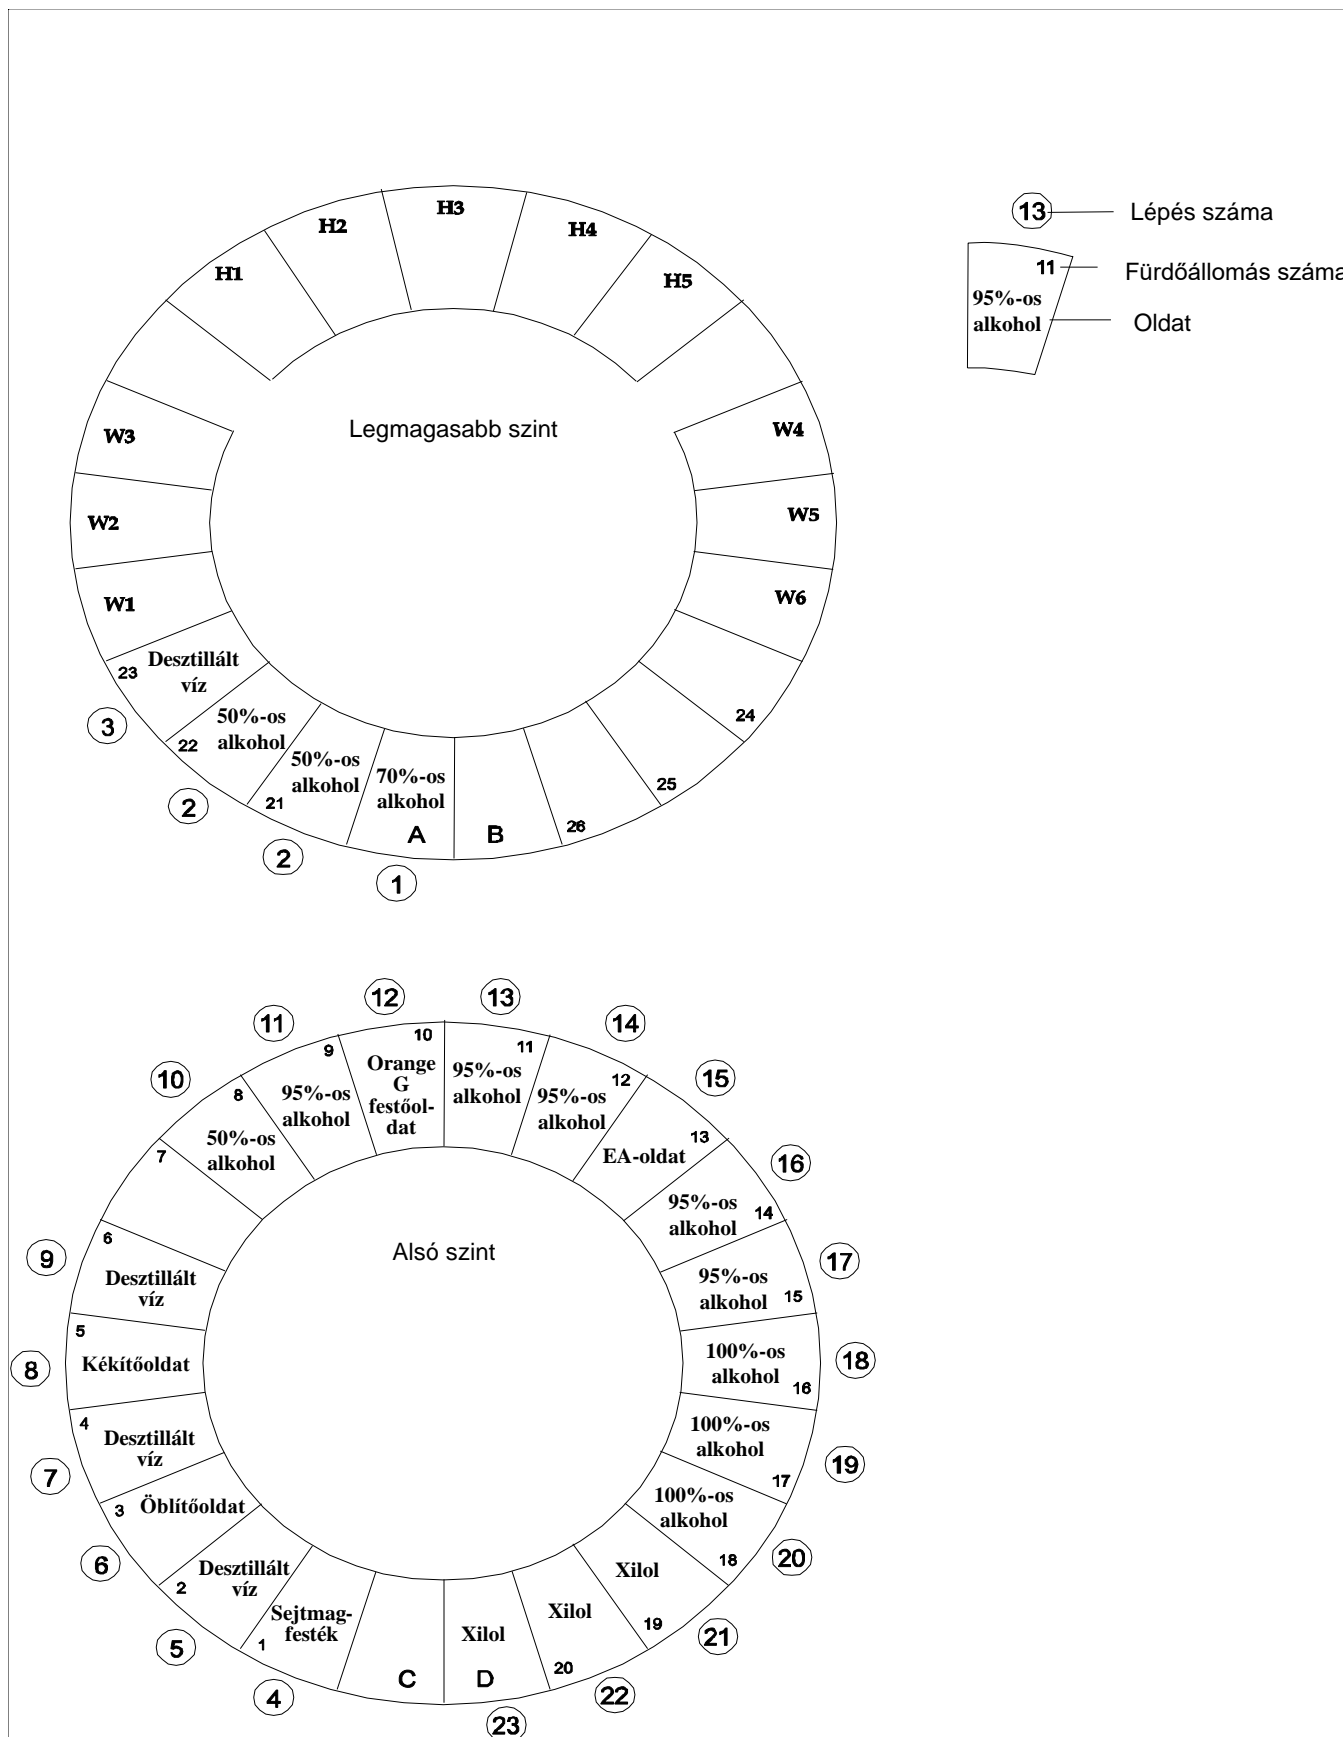 H1
H2
H3
H4
H5
W3
W2
W1
W4
W5
W6
Legmagasabb szint
23
Desztillált
víz
3
22
50%-os
alkohol
2
21
50%-os
alkohol
2
70%-os
alkohol
A
1
B
26
25
24
13
Lépés száma
11
Fürdőállomás száma
95%-os
alkohol
Oldat
Alsó szint
1
Sejtmag-
festék
4
2
Desztillált
víz
5
3
Öblítőoldat
6
4
Desztillált
víz
7
5
Kékítőoldat
8
6
Desztillált
víz
9
7
8
50%-os
alkohol
10
9
95%-os
alkohol
11
10
Orange
G
festőol-
dat
12
11
95%-os
alkohol
13
12
95%-os
alkohol
14
13
EA-oldat
15
14
95%-os
alkohol
16
15
95%-os
alkohol
17
16
100%-os
alkohol
18
17
100%-os
alkohol
19
18
100%-os
alkohol
20
19
Xilol
21
20
Xilol
22
Xilol
D
23
C